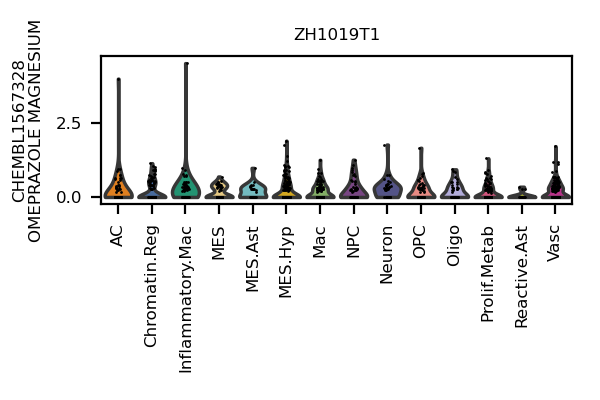 ZH1019T1
CHEMBL1567328
OMEPRAZOLE MAGNESIUM
2.5
0.0
AC
Chromatin.Reg
Inflammatory.Mac
MES
MES.Ast
MES.Hyp
Mac
NPC
Neuron
OPC
Oligo
Prolif.Metab
Reactive.Ast
Vasc